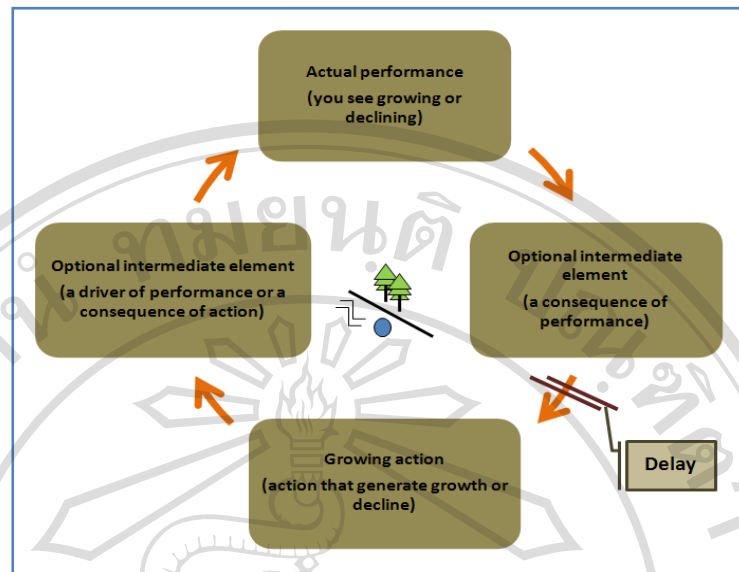 Actual performance
(you see growing or
declining)
Optional intermediate element
(a driver of performance or a
consequence of action)
Optional intermediate
element
(a consequence of
performance)
Growing action
(action that generate growth or
decline)
Delay